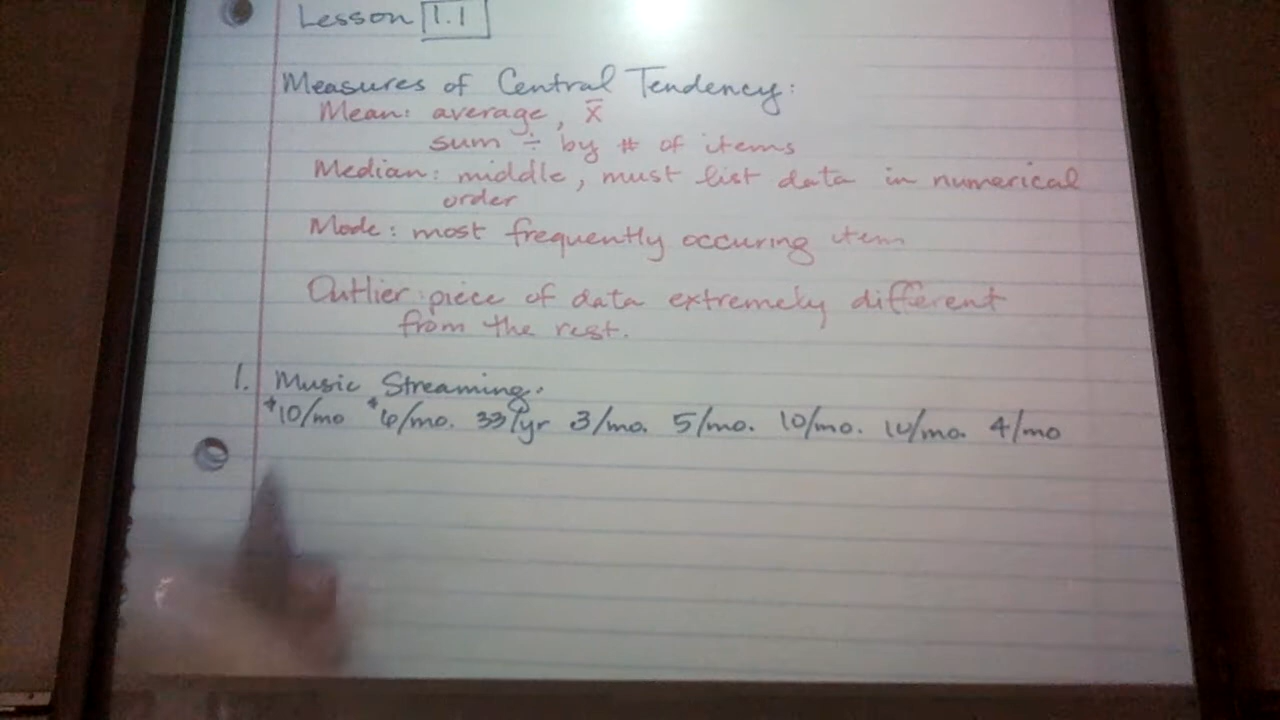 Lesson 1.1
Measures of Central Tendency:
Mean: average, x̄
sum ÷ by # of items
Median: middle, must list data in numerical
order
Mode: most frequently occuring item
Outlier: piece of data extremely different
from the rest.
1. Music Streaming:
$10/mo $6/mo. 33/yr 3/mo. 5/mo. 10/mo. 10/mo. 4/mo